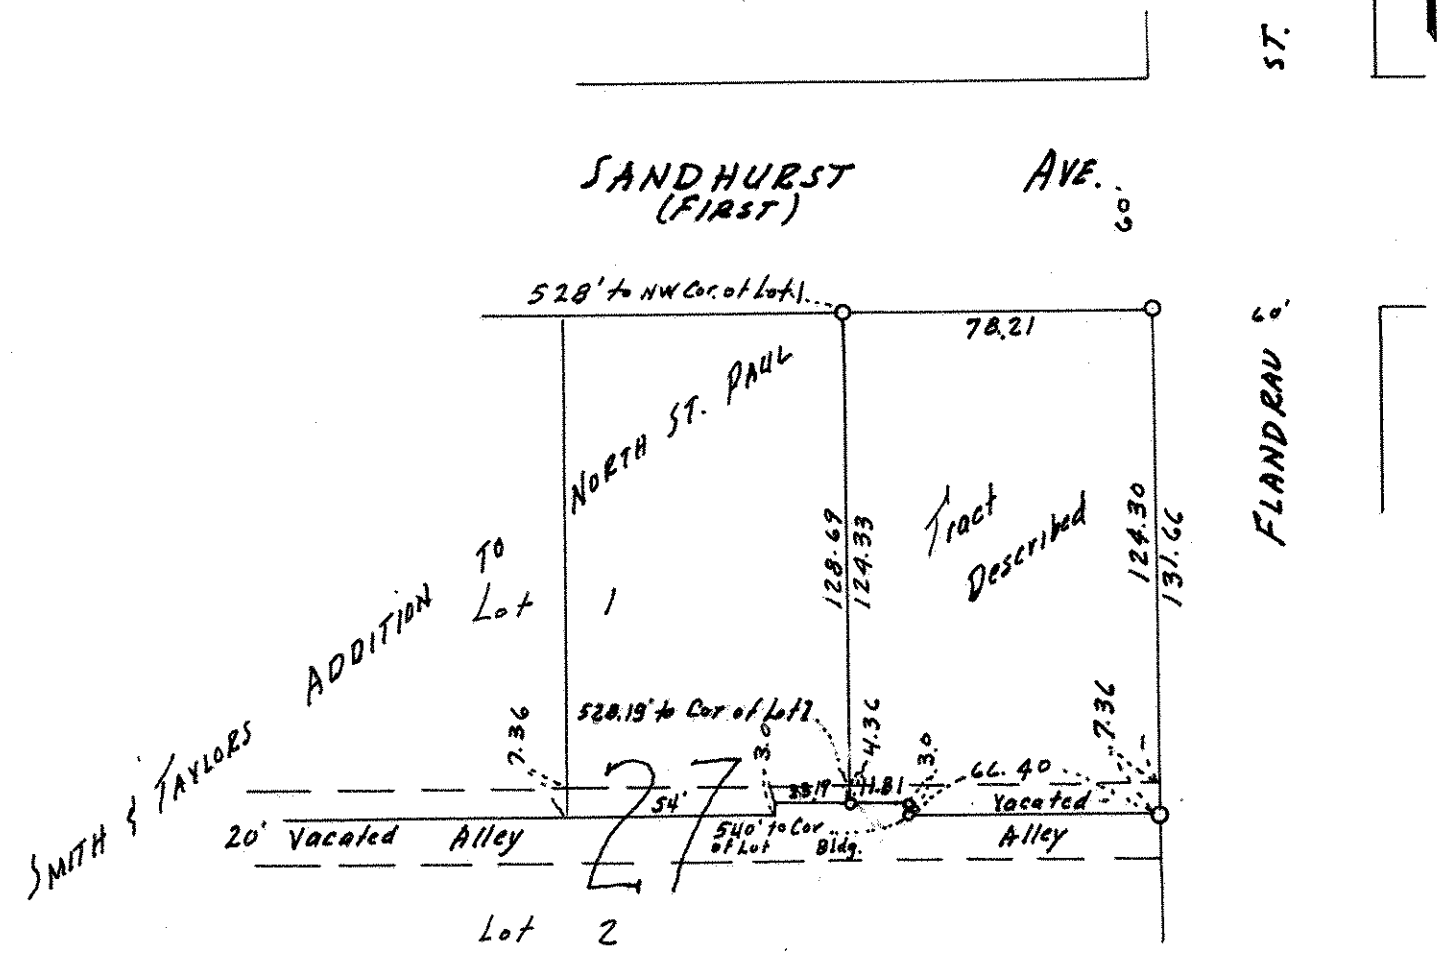 ST.
SANDHURST AVE.
(FIRST)
60'
528' to NW Cor. of Lot 1
78.21
60'
FLANDRAU
NORTH ST. PAUL
Tract
Described
128.69
124.33
124.30
131.66
TO
Lot 1
ADDITION
SMITH & TAYLORS
528.19' to Cor of Lot 1
7.36
3.0
4.36
3.0
7.36
66.40
33.19
11.81
54'
Vacated
20' Vacated Alley
27
540' to Cor
of Lot Bldg.
Alley
Lot 2